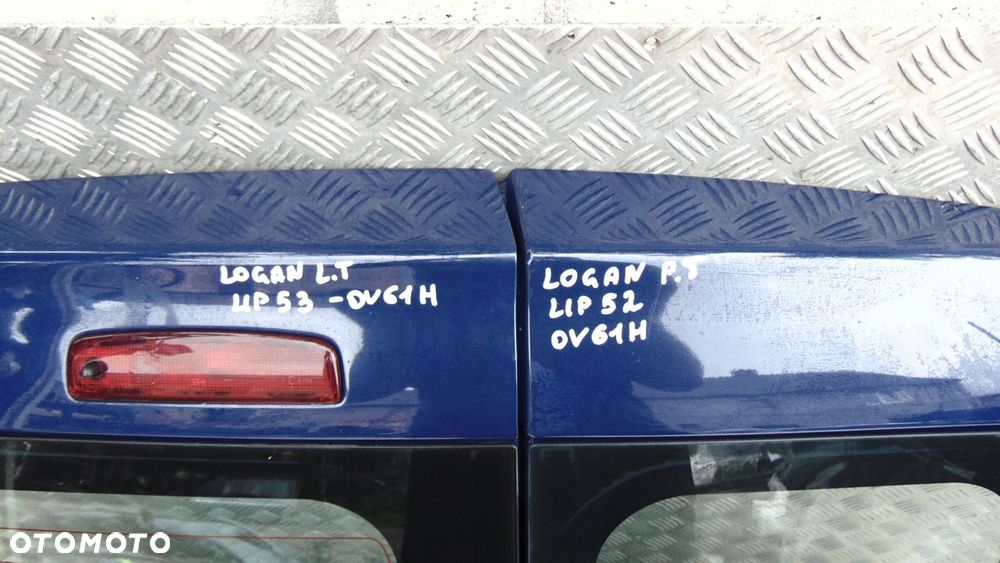 LOGAN L.T
LIP53 - OV61H
LOGAN P.T
LIP52
OV61H
OTOMOTO